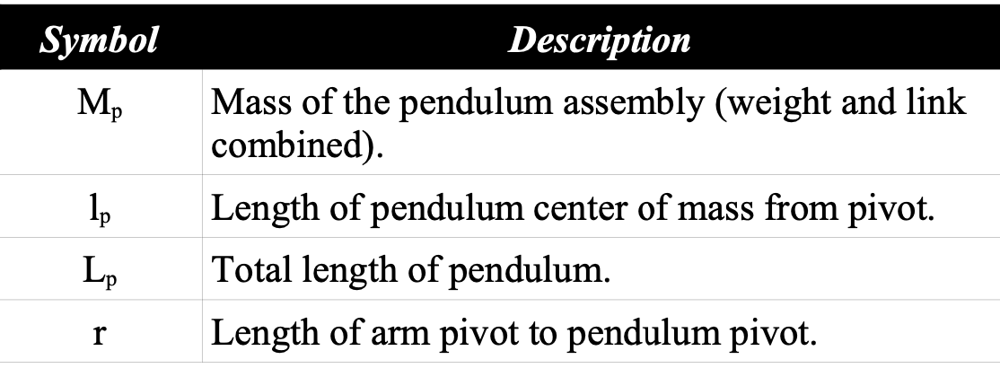 Symbol Description
M_p Mass of the pendulum assembly (weight and link
combined).
l_p Length of pendulum center of mass from pivot.
L_p Total length of pendulum.
r Length of arm pivot to pendulum pivot.